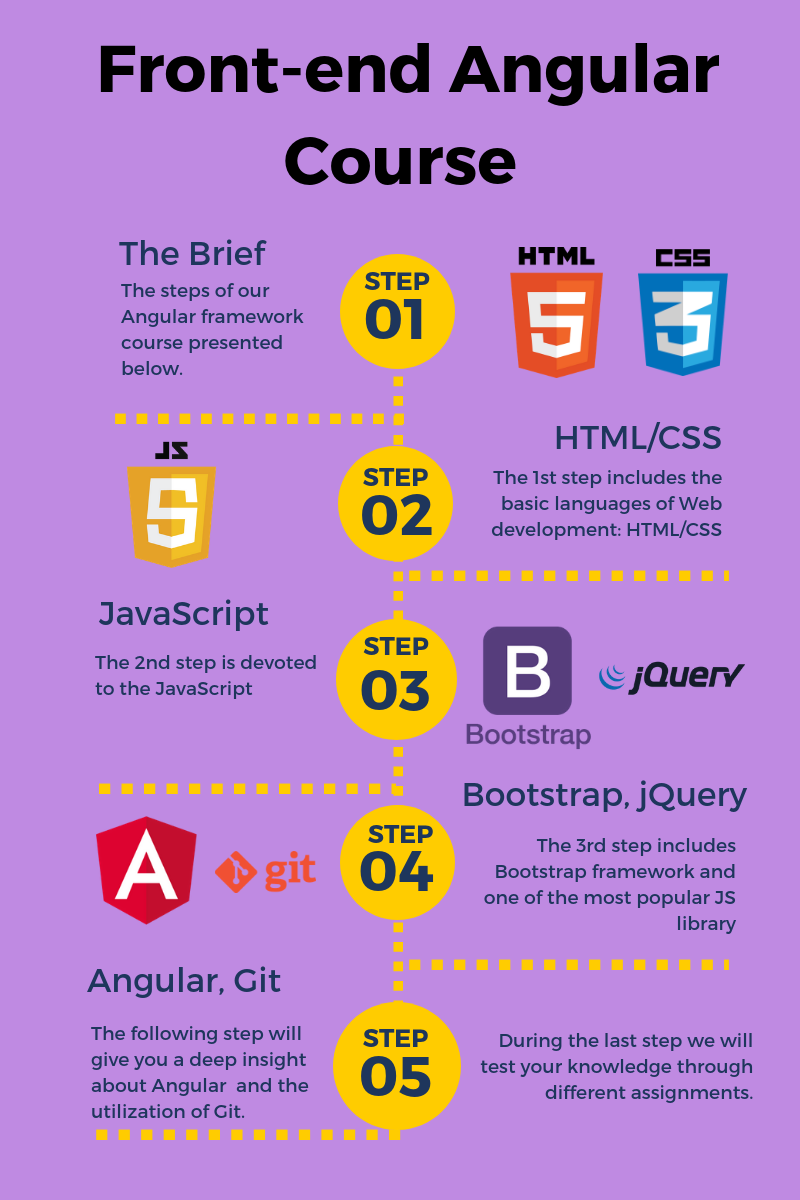 Front-end Angular
Course
The Brief
The steps of our
Angular framework
course presented
below.
STEP
01
HTML
5
CSS
3
HTML/CSS
The 1st step includes the
basic languages of Web
development: HTML/CSS
JS
STEP
02
JavaScript
The 2nd step is devoted
to the JavaScript
STEP
03
B
Bootstrap
jQuery
Bootstrap, jQuery
The 3rd step includes
Bootstrap framework and
one of the most popular JS
library
A
git
STEP
04
Angular, Git
The following step will
give you a deep insight
about Angular and the
utilization of Git.
STEP
05
During the last step we will
test your knowledge through
different assignments.